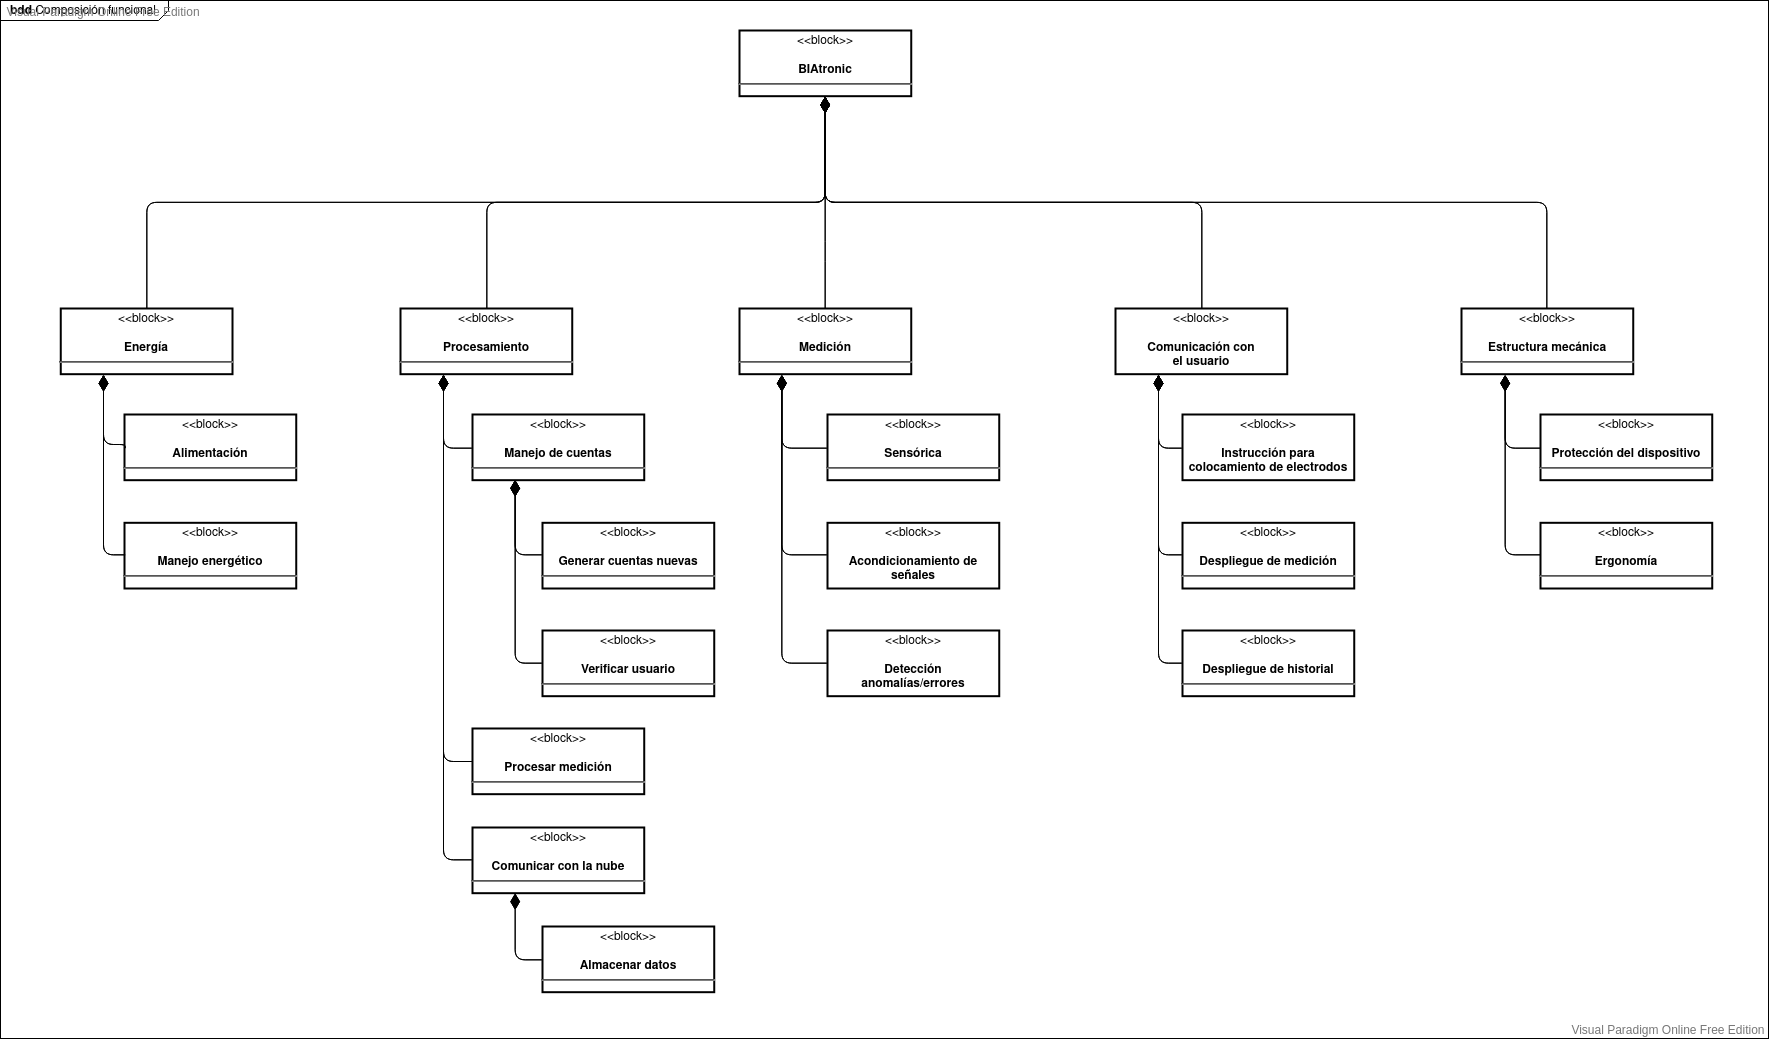 bdd Composición funcional
Visual Paradigm Online Free Edition
<<block>>
BIAtronic
<<block>>
Energía
<<block>>
Procesamiento
<<block>>
Medición
<<block>>
Comunicación con
el usuario
<<block>>
Estructura mecánica
<<block>>
Alimentación
<<block>>
Manejo de cuentas
<<block>>
Sensórica
<<block>>
Instrucción para
colocamiento de electrodos
<<block>>
Protección del dispositivo
<<block>>
Manejo energético
<<block>>
Generar cuentas nuevas
<<block>>
Acondicionamiento de
señales
<<block>>
Despliegue de medición
<<block>>
Ergonomía
<<block>>
Verificar usuario
<<block>>
Detección
anomalías/errores
<<block>>
Despliegue de historial
<<block>>
Procesar medición
<<block>>
Comunicar con la nube
<<block>>
Almacenar datos
Visual Paradigm Online Free Edition